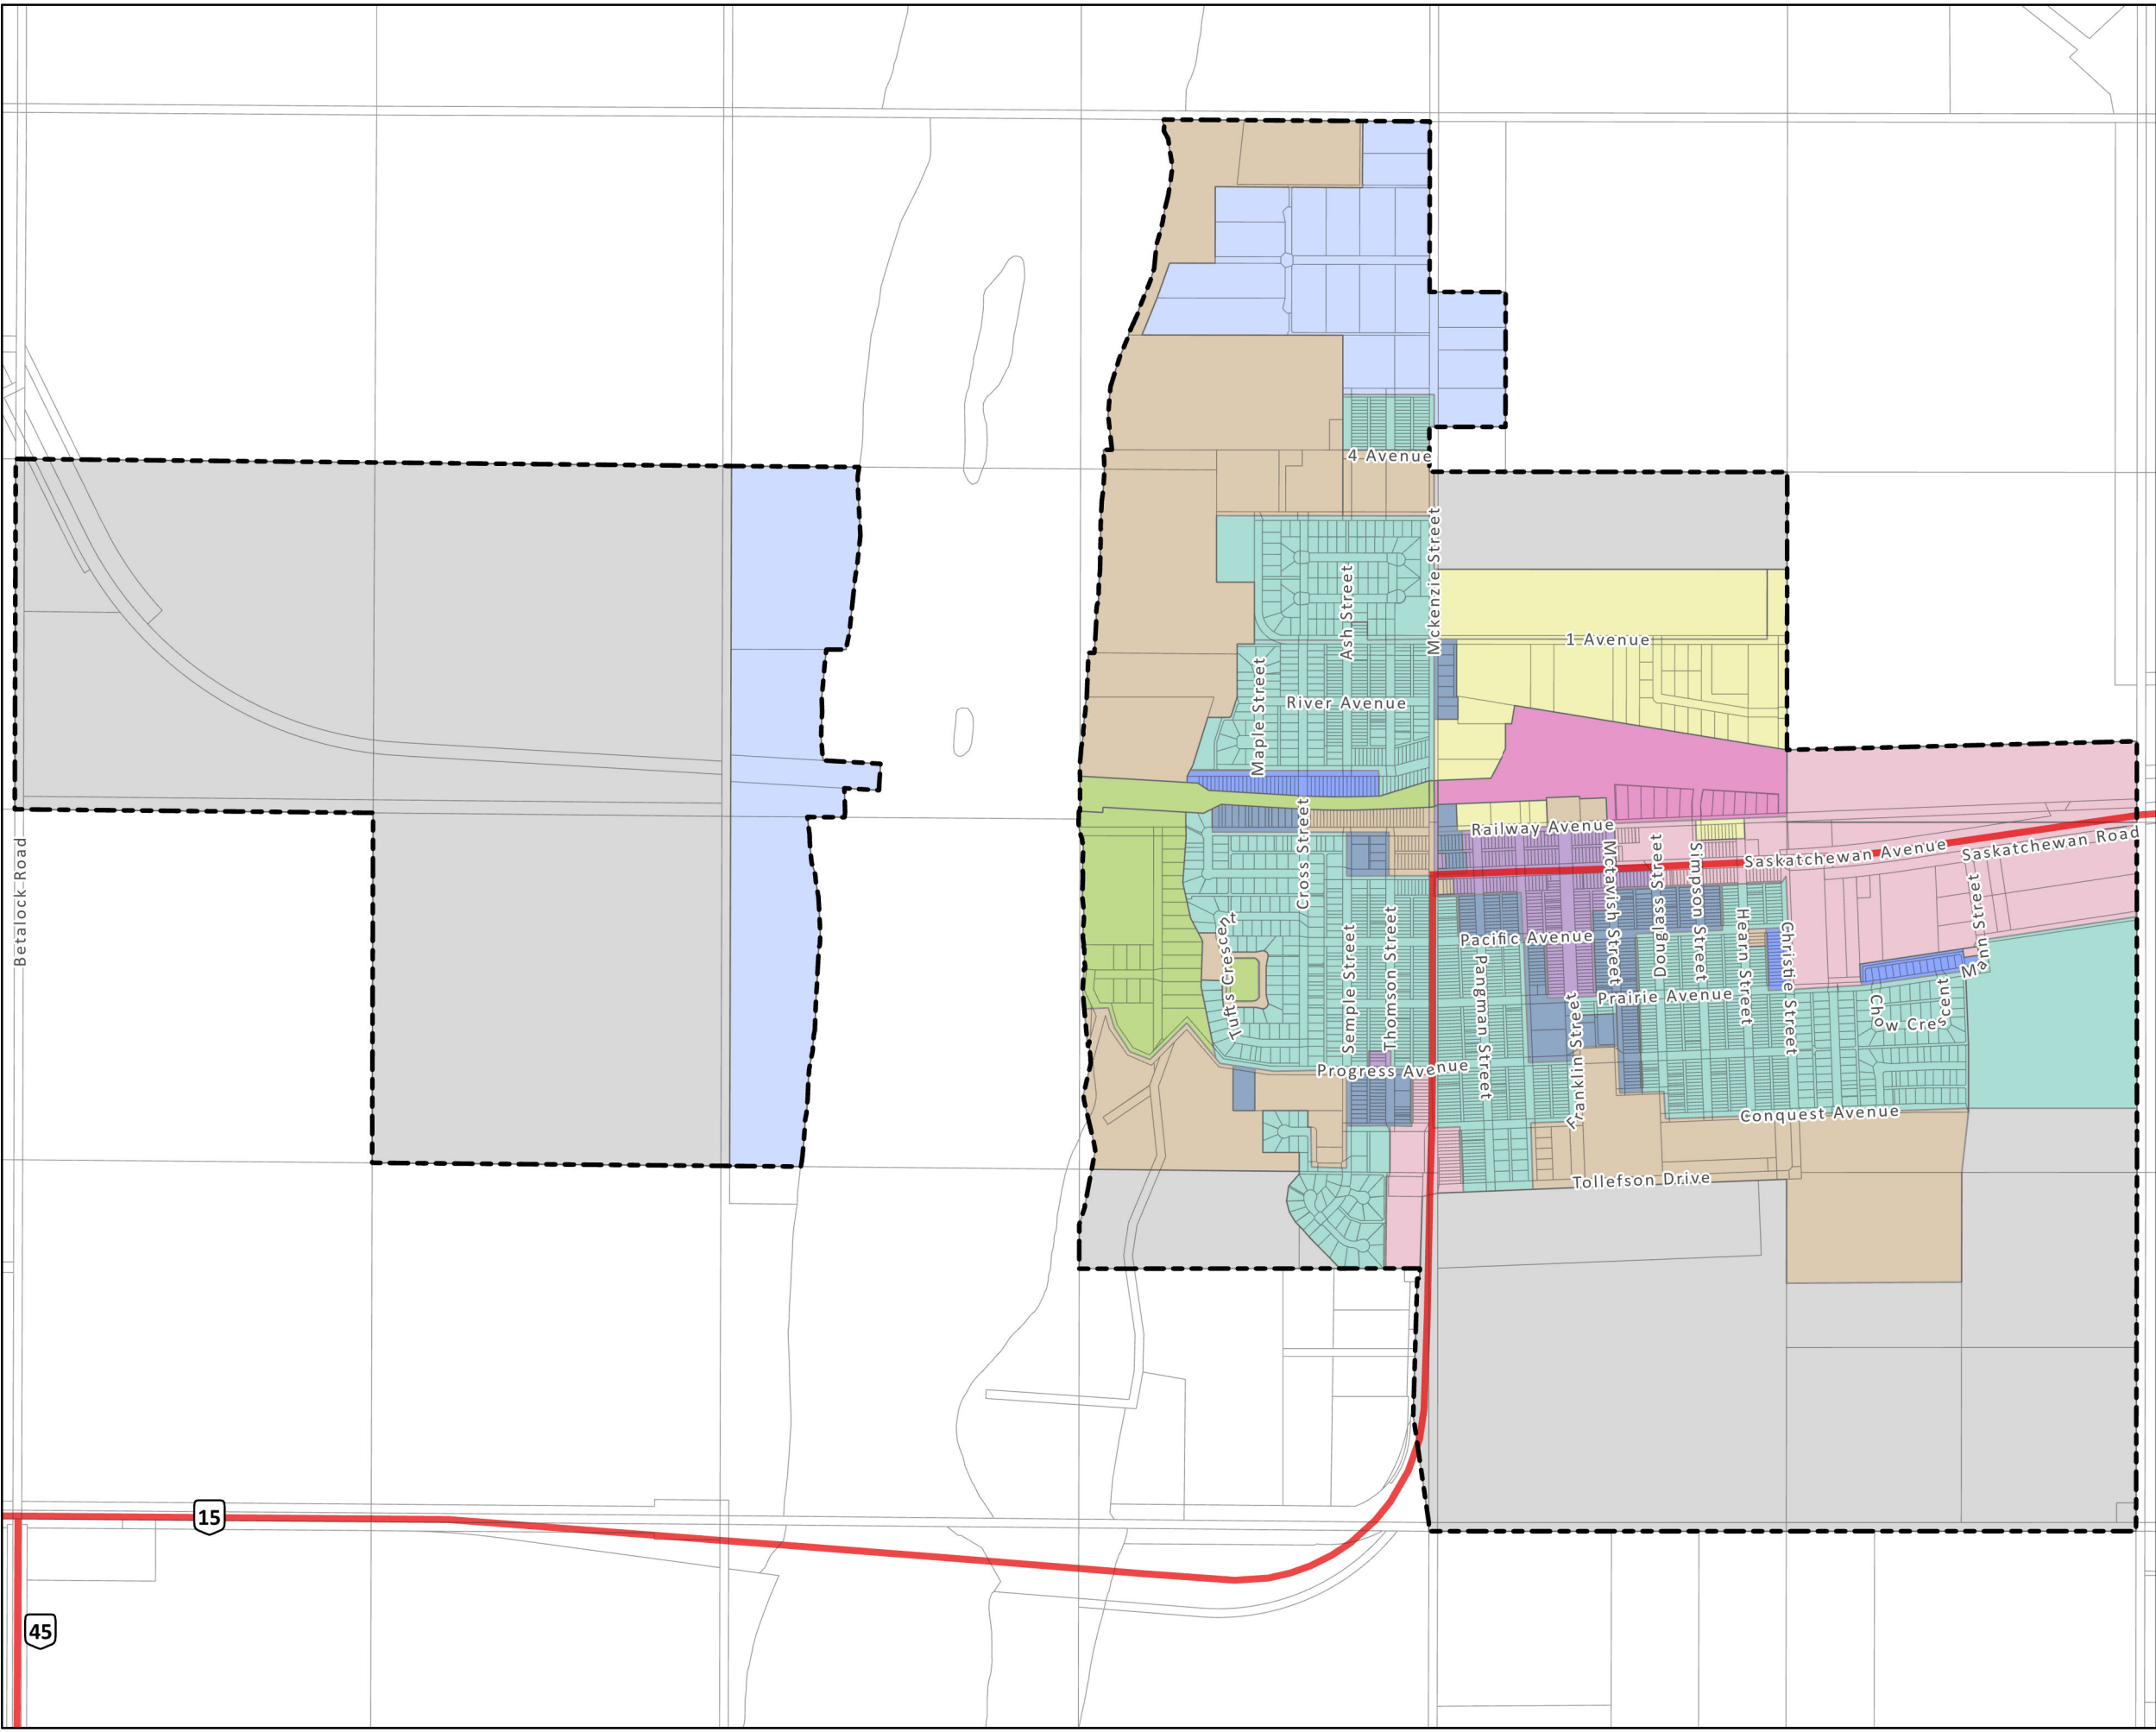 4 Avenue
Mckenzie Street
Ash Street
1 Avenue
Maple Street
River Avenue
Cross Street
Railway Avenue
Mctavish Street
Douglass Street
Simpson Street
Saskatchewan Avenue
Saskatchewan Road
Betalock Road
Tufts Crescent
Semple Street
Thomson Street
Pacific Avenue
Pangman Street
Hearn Street
Christie Street
Mann Street
Prairie Avenue
Franklin Street
Chow Crescent
Progress Avenue
Conquest Avenue
Tollefson Drive
15
45